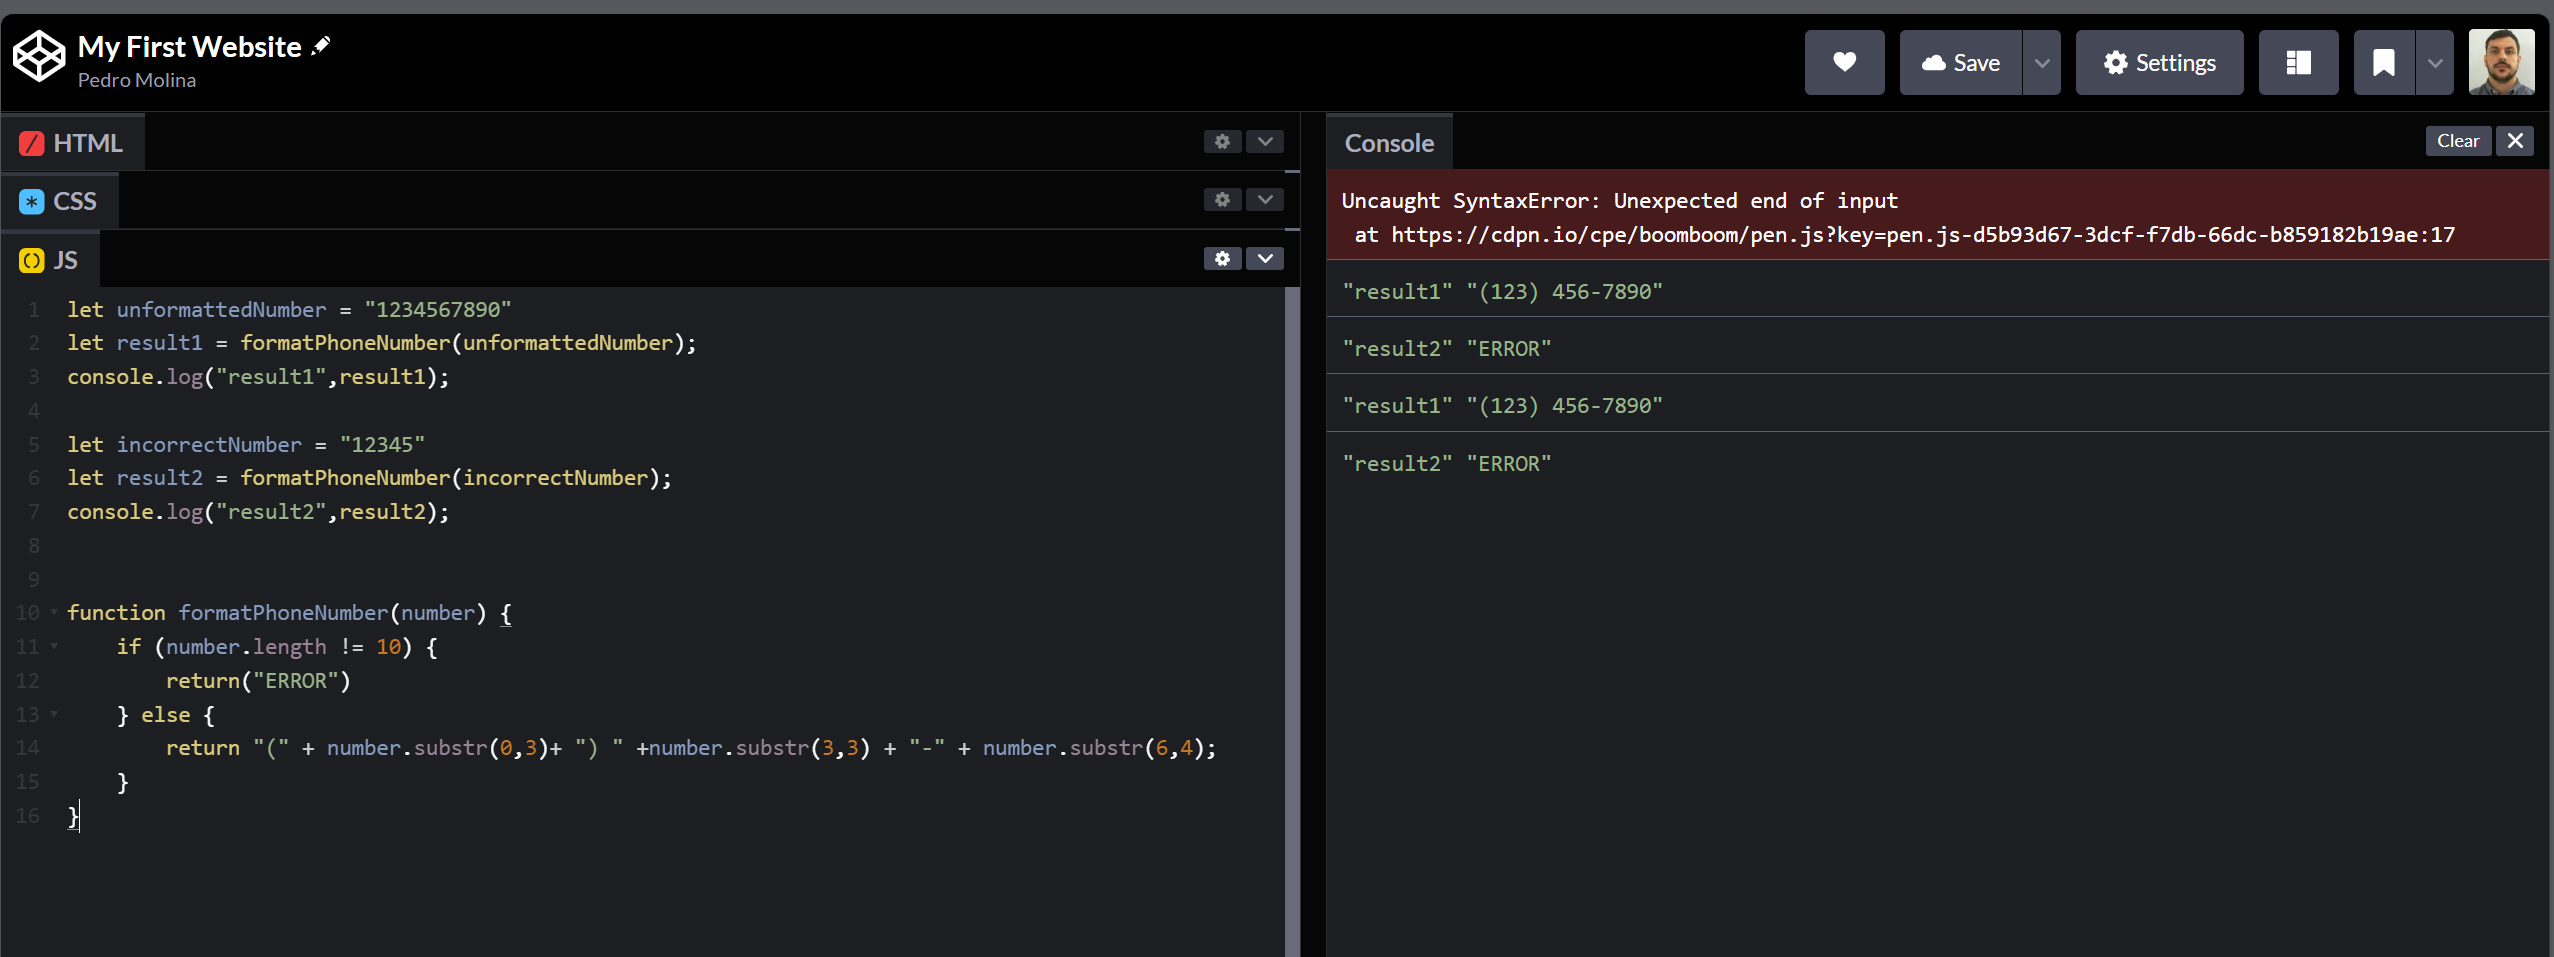 My First Website
Pedro Molina
Save
Settings
HTML
CSS
JS
1 let unformattedNumber = "1234567890"
2 let result1 = formatPhoneNumber(unformattedNumber);
3 console.log("result1",result1);
4
5 let incorrectNumber = "12345"
6 let result2 = formatPhoneNumber(incorrectNumber);
7 console.log("result2",result2);
8
9
10 function formatPhoneNumber(number) {
11 if (number.length != 10) {
12 return("ERROR")
13 } else {
14 return "(" + number.substr(0,3)+ ") " +number.substr(3,3) + "-" + number.substr(6,4);
15 }
16 }
Console
Clear
Uncaught SyntaxError: Unexpected end of input
at https://cdpn.io/cpe/boomboom/pen.js?key=pen.js-d5b93d67-3dcf-f7db-66dc-b859182b19ae:17
"result1" "(123) 456-7890"
"result2" "ERROR"
"result1" "(123) 456-7890"
"result2" "ERROR"